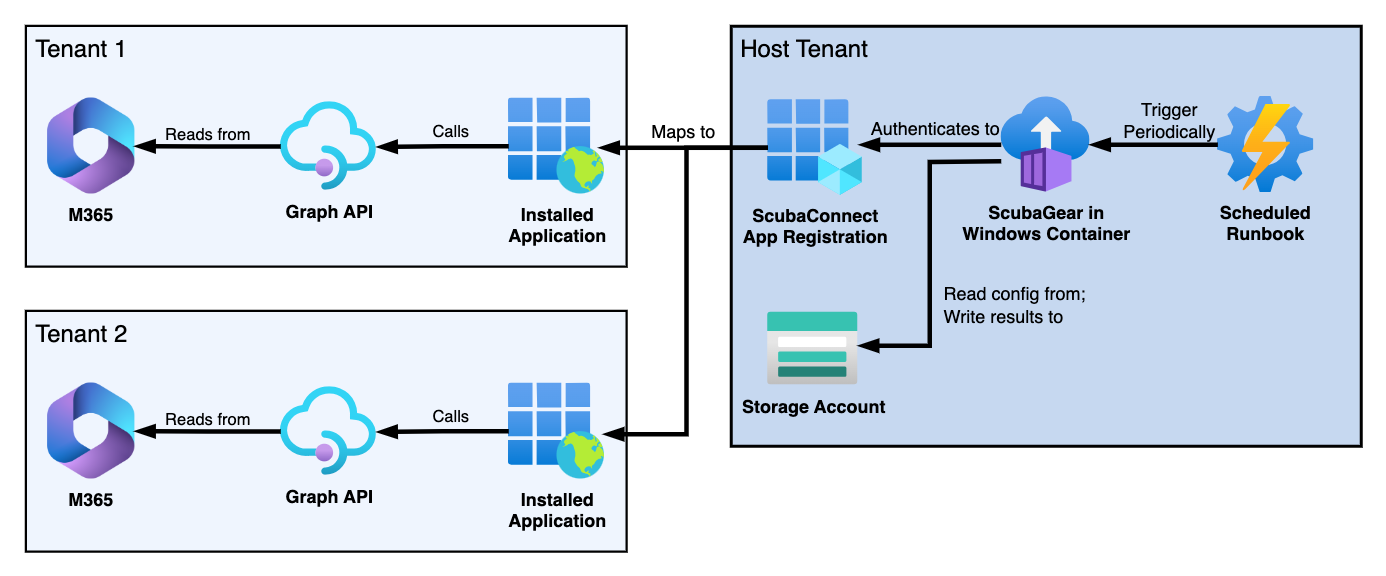 Tenant 1
Reads from
Calls
M365
Graph API
Installed
Application
Maps to
Host Tenant
Authenticates to
Trigger
Periodically
ScubaConnect
App Registration
ScubaGear in
Windows Container
Scheduled
Runbook
Read config from;
Write results to
Storage Account
Tenant 2
Reads from
Calls
M365
Graph API
Installed
Application